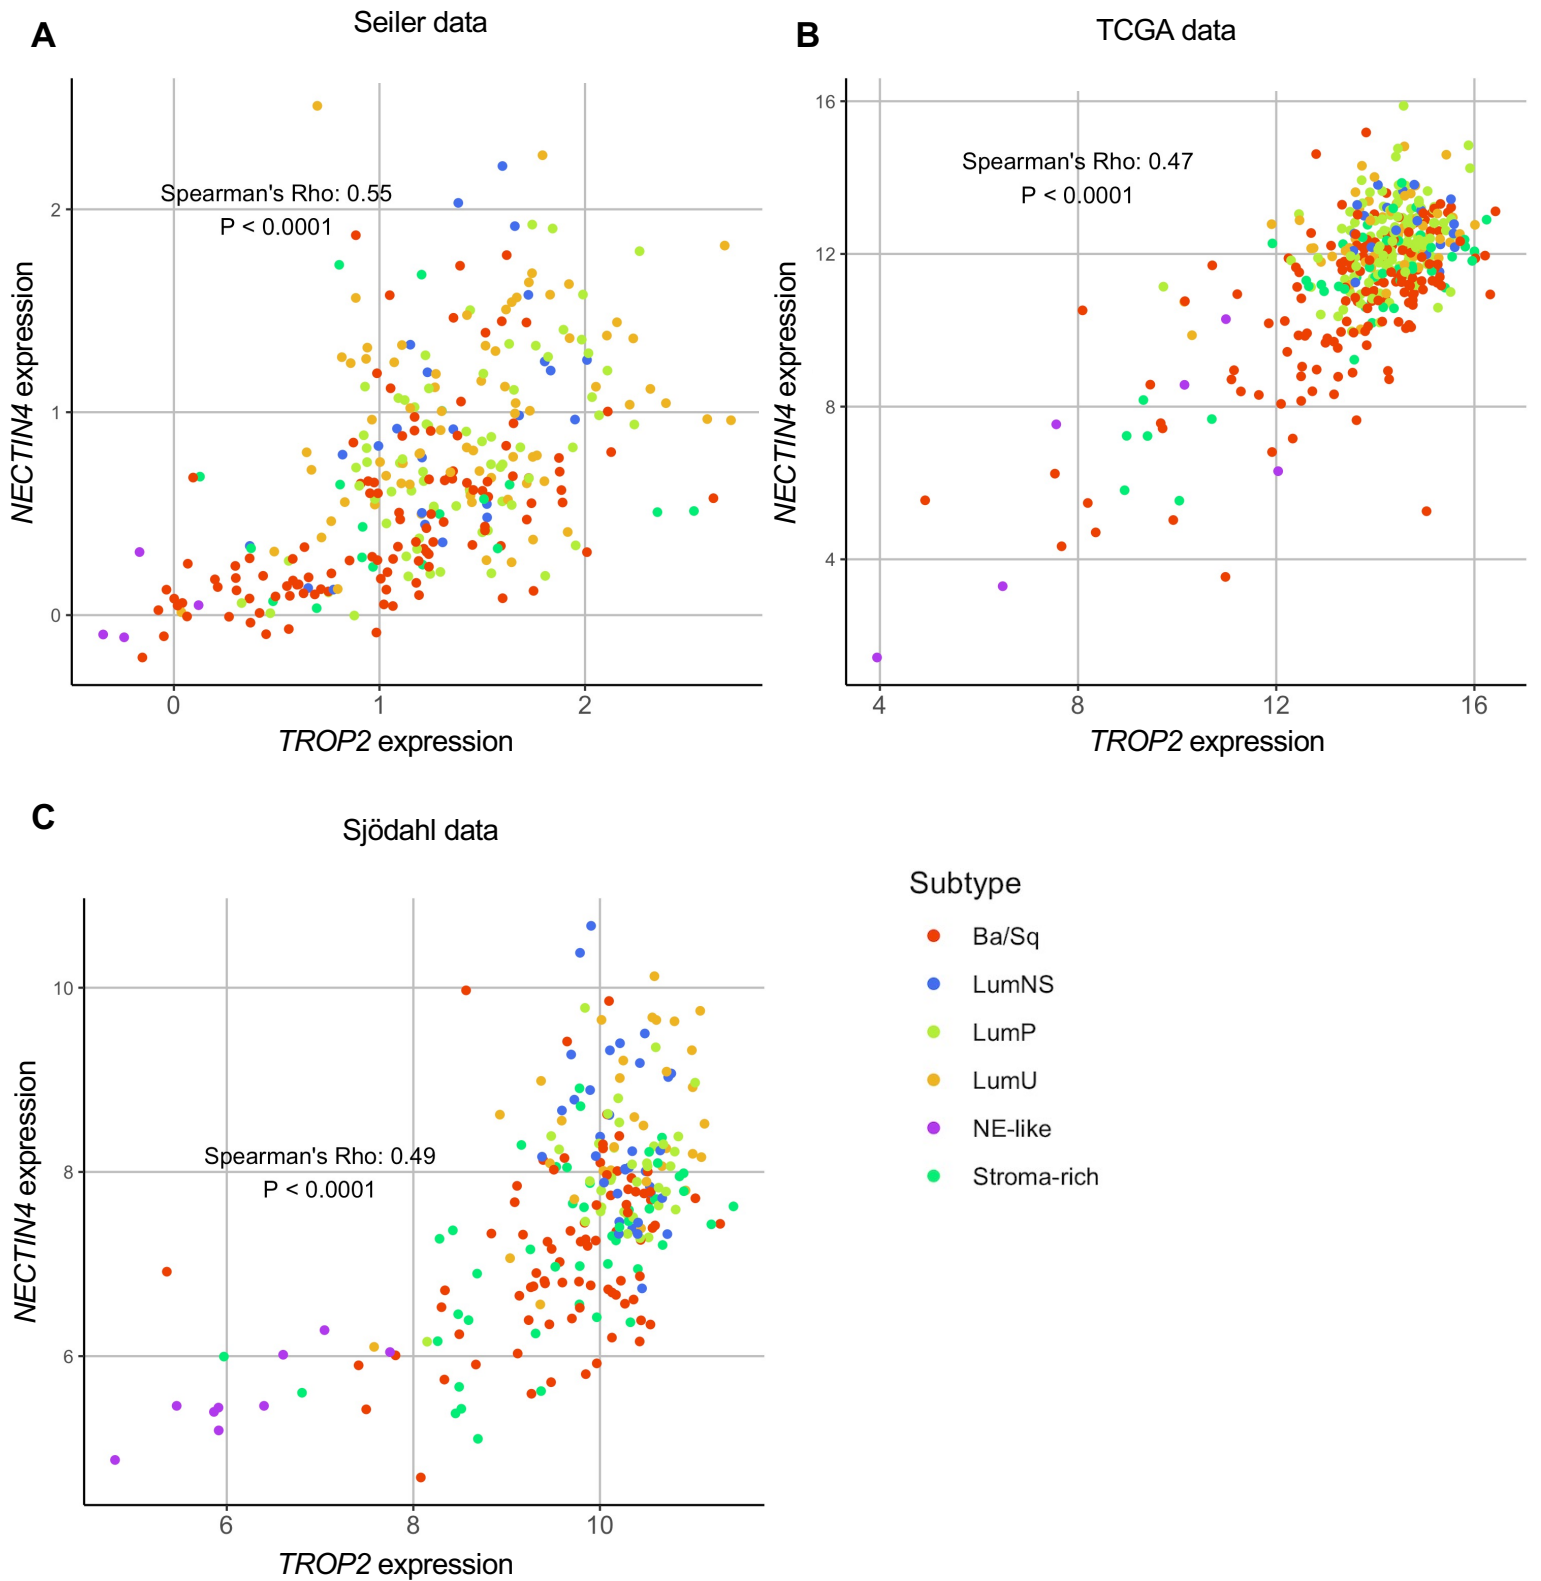 A
Seiler data
Spearman's Rho: 0.55
P < 0.0001
2
1
0
0
1
2
NECTIN4 expression
TROP2 expression
B
TCGA data
Spearman's Rho: 0.47
P < 0.0001
16
12
8
4
4
8
12
16
NECTIN4 expression
TROP2 expression
C
Sjödahl data
Spearman's Rho: 0.49
P < 0.0001
10
8
6
6
8
10
NECTIN4 expression
TROP2 expression
Subtype
Ba/Sq
LumNS
LumP
LumU
NE-like
Stroma-rich